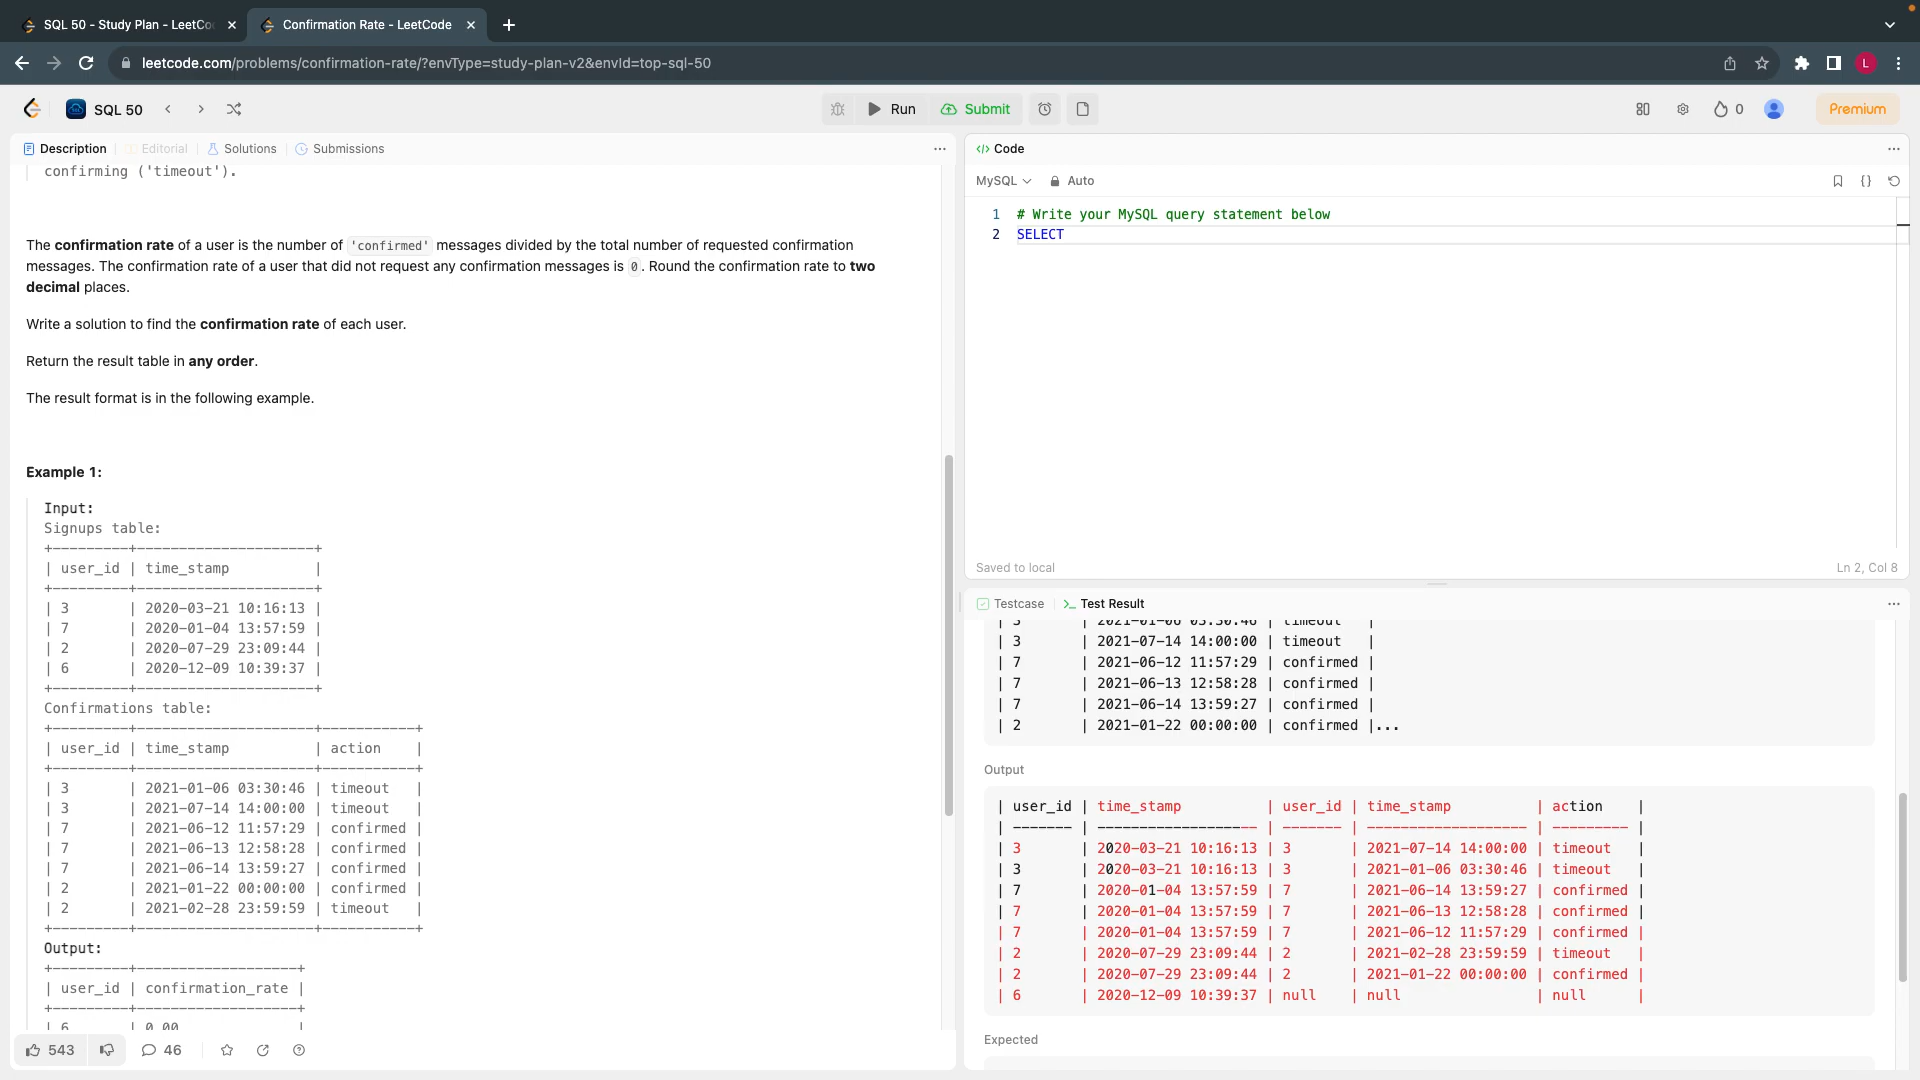 SQL 50 - Study Plan - LeetCo
Confirmation Rate - LeetCode
leetcode.com/problems/confirmation-rate/?envType=study-plan-v2&envId=top-sql-50
L
SQL 50
Run
Submit
0
Premium
Description
Editorial
Solutions
Submissions
confirming ('timeout').
The confirmation rate of a user is the number of 'confirmed' messages divided by the total number of requested confirmation
messages. The confirmation rate of a user that did not request any confirmation messages is 0. Round the confirmation rate to two
decimal places.
Write a solution to find the confirmation rate of each user.
Return the result table in any order.
The result format is in the following example.
Example 1:
Input:
Signups table:
+---------+---------------------+
| user_id | time_stamp          |
+---------+---------------------+
| 3       | 2020-03-21 10:16:13 |
| 7       | 2020-01-04 13:57:59 |
| 2       | 2020-07-29 23:09:44 |
| 6       | 2020-12-09 10:39:37 |
+---------+---------------------+
Confirmations table:
+---------+---------------------+-----------+
| user_id | time_stamp          | action    |
+---------+---------------------+-----------+
| 3       | 2021-01-06 03:30:46 | timeout   |
| 3       | 2021-07-14 14:00:00 | timeout   |
| 7       | 2021-06-12 11:57:29 | confirmed |
| 7       | 2021-06-13 12:58:28 | confirmed |
| 7       | 2021-06-14 13:59:27 | confirmed |
| 2       | 2021-01-22 00:00:00 | confirmed |
| 2       | 2021-02-28 23:59:59 | timeout   |
+---------+---------------------+-----------+
Output:
+---------+-------------------+
| user_id | confirmation_rate |
+---------+-------------------+
| 6       | 0.00              |
543
46
Code
MySQL
Auto
1 # Write your MySQL query statement below
2 SELECT
Saved to local
Ln 2, Col 8
Testcase
Test Result
| 3       | 2021-01-06 03:30:46 | timeout   |
| 3       | 2021-07-14 14:00:00 | timeout   |
| 7       | 2021-06-12 11:57:29 | confirmed |
| 7       | 2021-06-13 12:58:28 | confirmed |
| 7       | 2021-06-14 13:59:27 | confirmed |
| 2       | 2021-01-22 00:00:00 | confirmed |...
Output
| user_id | time_stamp          | user_id | time_stamp          | action    |
| ------- | ------------------- | ------- | ------------------- | --------- |
| 3       | 2020-03-21 10:16:13 | 3       | 2021-07-14 14:00:00 | timeout   |
| 3       | 2020-03-21 10:16:13 | 3       | 2021-01-06 03:30:46 | timeout   |
| 7       | 2020-01-04 13:57:59 | 7       | 2021-06-14 13:59:27 | confirmed |
| 7       | 2020-01-04 13:57:59 | 7       | 2021-06-13 12:58:28 | confirmed |
| 7       | 2020-01-04 13:57:59 | 7       | 2021-06-12 11:57:29 | confirmed |
| 2       | 2020-07-29 23:09:44 | 2       | 2021-02-28 23:59:59 | timeout   |
| 2       | 2020-07-29 23:09:44 | 2       | 2021-01-22 00:00:00 | confirmed |
| 6       | 2020-12-09 10:39:37 | null    | null                | null      |
Expected